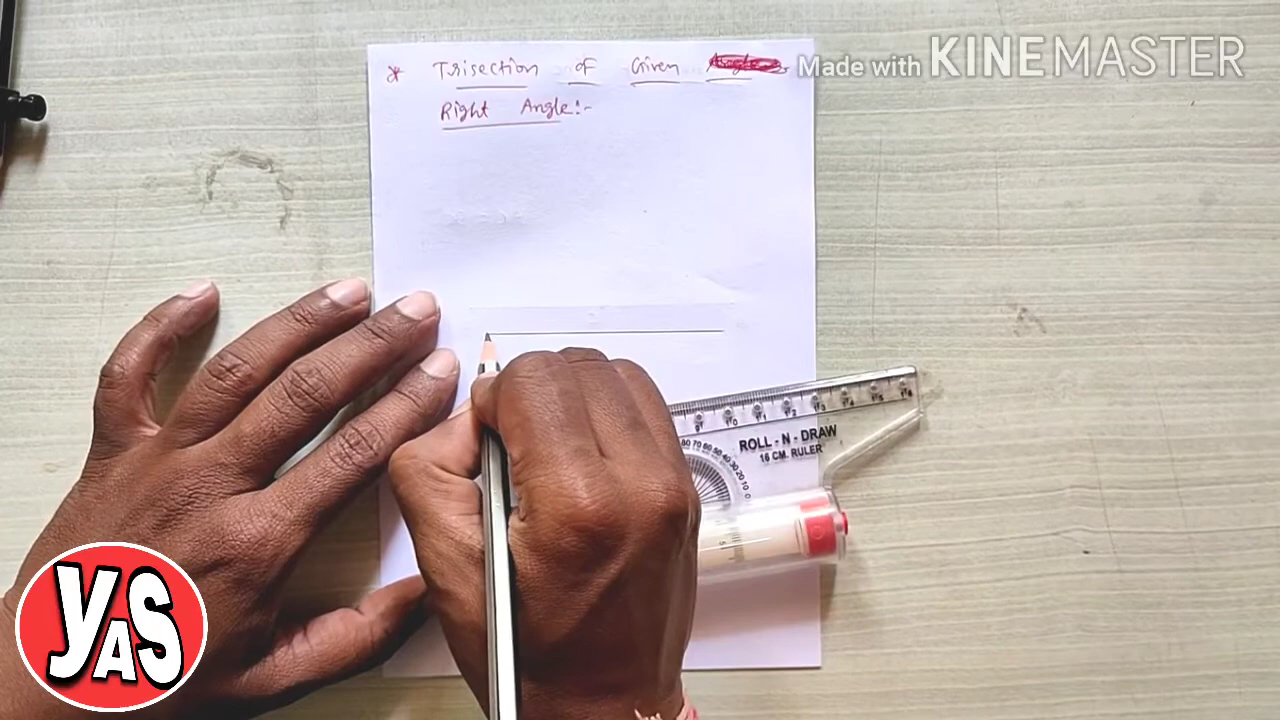 * Trisection of Given
Right Angle:-
Made with KINEMASTER
ROLL - N - DRAW
16 CM. RULER
YAS